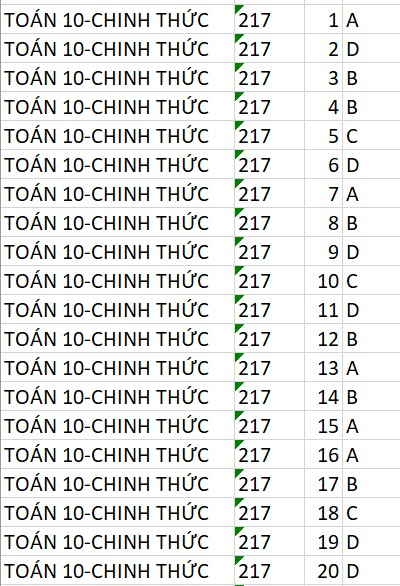 TOÁN 10-CHINH THỨC 217 1 A
TOÁN 10-CHINH THỨC 217 2 D
TOÁN 10-CHINH THỨC 217 3 B
TOÁN 10-CHINH THỨC 217 4 B
TOÁN 10-CHINH THỨC 217 5 C
TOÁN 10-CHINH THỨC 217 6 D
TOÁN 10-CHINH THỨC 217 7 A
TOÁN 10-CHINH THỨC 217 8 B
TOÁN 10-CHINH THỨC 217 9 D
TOÁN 10-CHINH THỨC 217 10 C
TOÁN 10-CHINH THỨC 217 11 D
TOÁN 10-CHINH THỨC 217 12 B
TOÁN 10-CHINH THỨC 217 13 A
TOÁN 10-CHINH THỨC 217 14 B
TOÁN 10-CHINH THỨC 217 15 A
TOÁN 10-CHINH THỨC 217 16 A
TOÁN 10-CHINH THỨC 217 17 B
TOÁN 10-CHINH THỨC 217 18 C
TOÁN 10-CHINH THỨC 217 19 D
TOÁN 10-CHINH THỨC 217 20 D